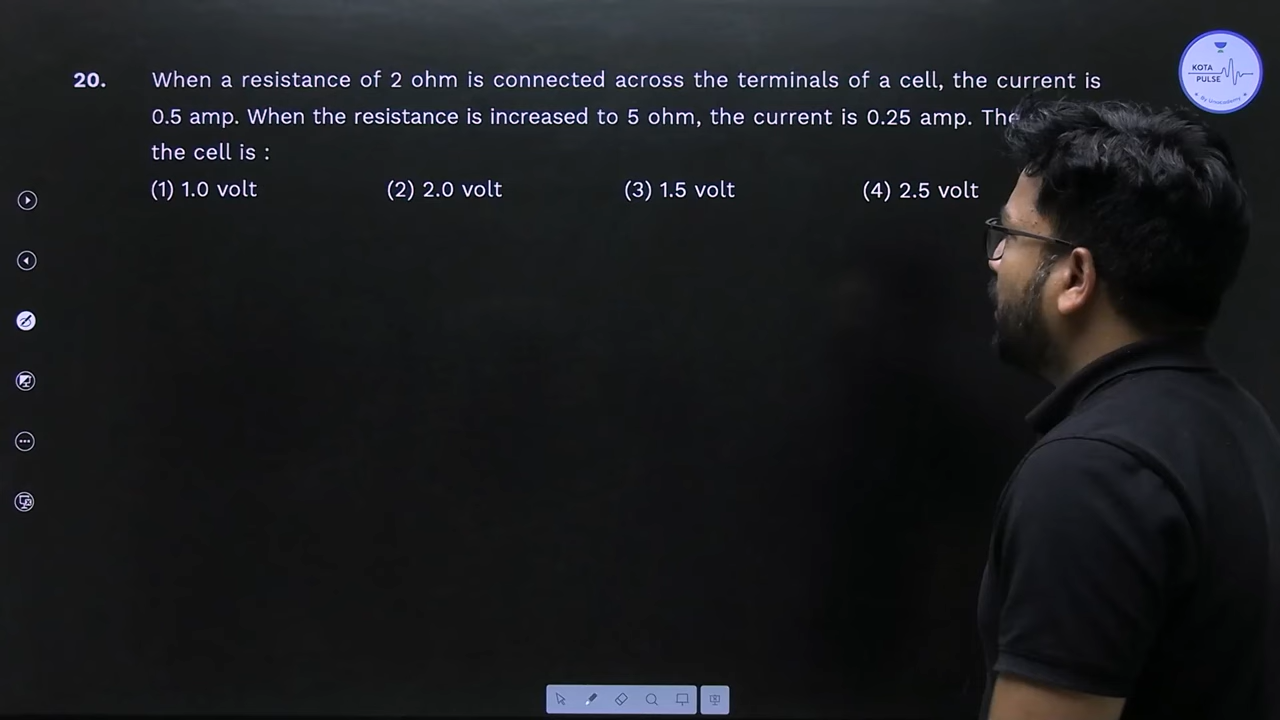 20. When a resistance of 2 ohm is connected across the terminals of a cell, the current is
0.5 amp. When the resistance is increased to 5 ohm, the current is 0.25 amp.
the cell is :
(1) 1.0 volt (2) 2.0 volt (3) 1.5 volt (4) 2.5 volt
KOTA
PULSE
By Unacademy